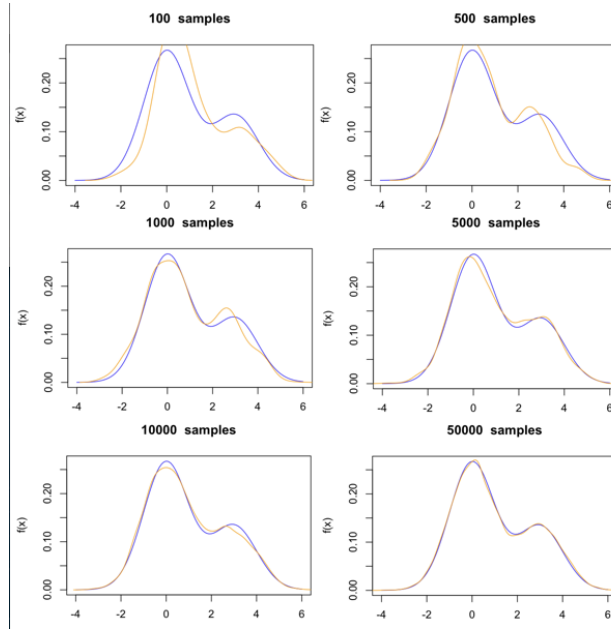 100 samples
f(x)
0.00 0.10 0.20
-4 -2 0 2 4 6
500 samples
f(x)
0.00 0.10 0.20
-4 -2 0 2 4 6
1000 samples
f(x)
0.00 0.10 0.20
-4 -2 0 2 4 6
5000 samples
f(x)
0.00 0.10 0.20
-4 -2 0 2 4 6
10000 samples
f(x)
0.00 0.10 0.20
-4 -2 0 2 4 6
50000 samples
f(x)
0.00 0.10 0.20
-4 -2 0 2 4 6